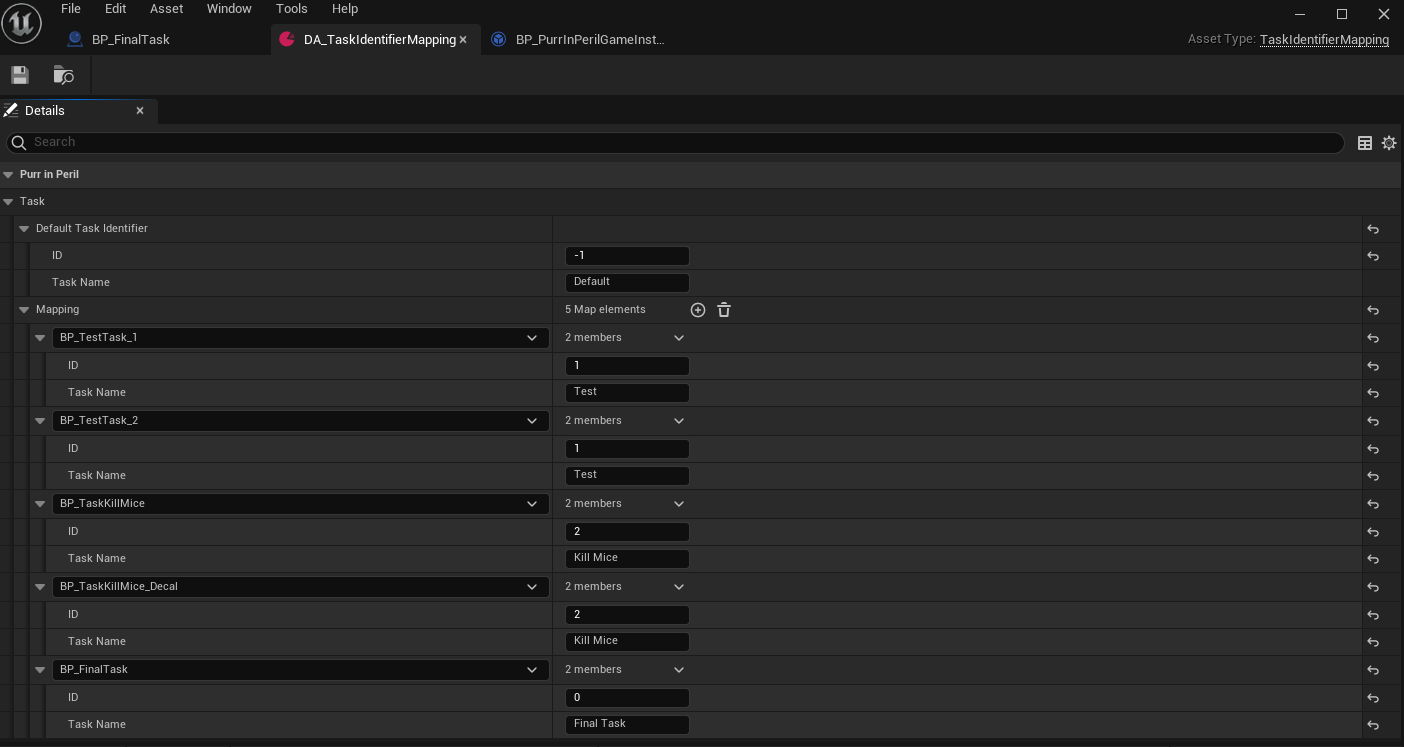 File Edit Asset Window Tools Help
BP_FinalTask DA_TaskIdentifierMapping BP_PurrInPerilGameInst... Asset Type: TaskIdentifierMapping
Details
Search
Purr in Peril
Task
Default Task Identifier
ID -1
Task Name Default
Mapping 5 Map elements
BP_TestTask_1 2 members
ID 1
Task Name Test
BP_TestTask_2 2 members
ID 1
Task Name Test
BP_TaskKillMice 2 members
ID 2
Task Name Kill Mice
BP_TaskKillMice_Decal 2 members
ID 2
Task Name Kill Mice
BP_FinalTask 2 members
ID 0
Task Name Final Task